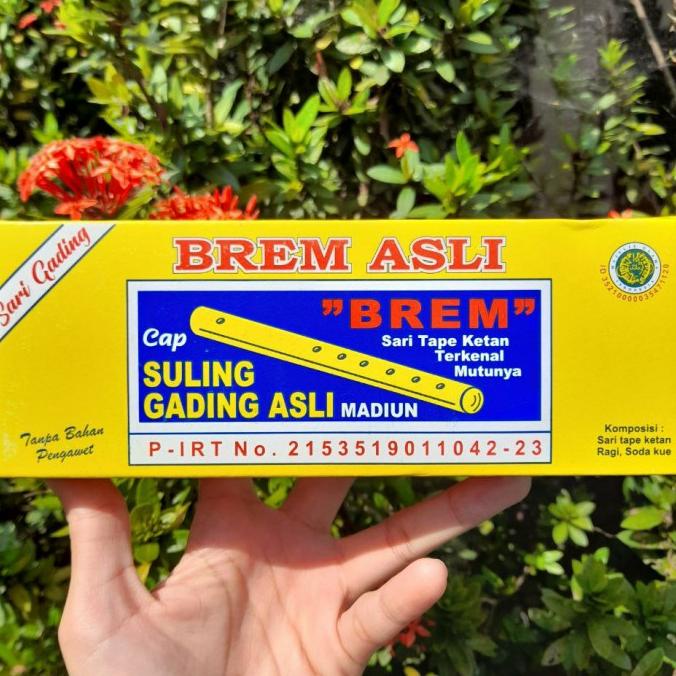 Sari Gading
BREM ASLI
"BREM"
Cap
Sari Tape Ketan
Terkenal
Mutunya
SULING
GADING ASLI MADIUN
P-IRT No. 2153519011042-23
Tanpa Bahan
Pengawet
Komposisi :
Sari tape ketan
Ragi, Soda kue